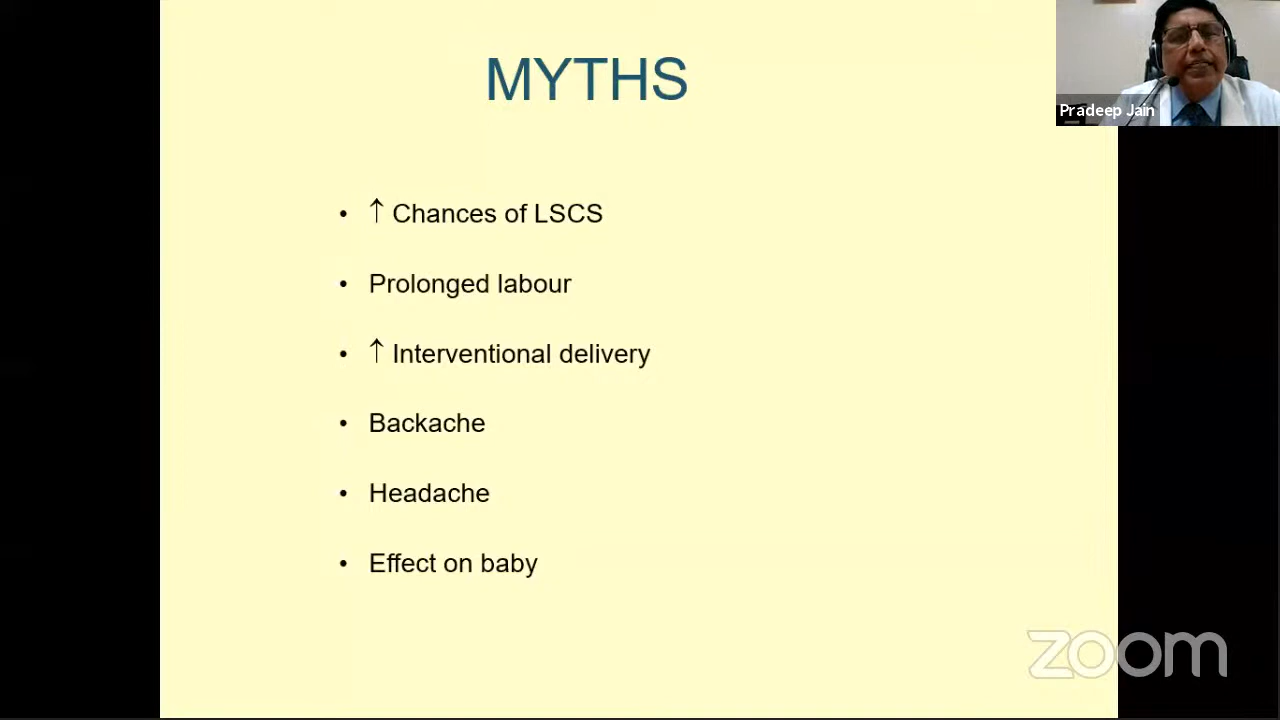 MYTHS
Pradeep Jain
• ↑ Chances of LSCS
• Prolonged labour
• ↑ Interventional delivery
• Backache
• Headache
• Effect on baby
zoom